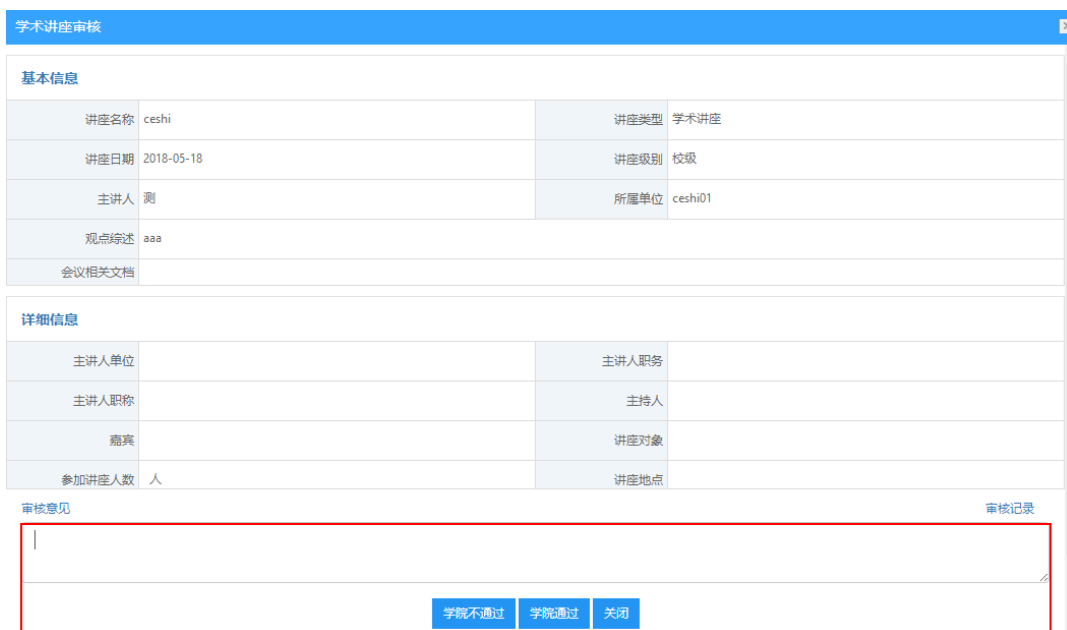 学术讲座审核
基本信息
讲座名称 ceshi 讲座类型 学术讲座
讲座日期 2018-05-18 讲座级别 校级
主讲人 测 所属单位 ceshi01
观点综述 aaa
会议相关文档
详细信息
主讲人单位 主讲人职务
主讲人职称 主持人
嘉宾 讲座对象
参加讲座人数 人 讲座地点
审核意见 审核记录
学院不通过 学院通过 关闭